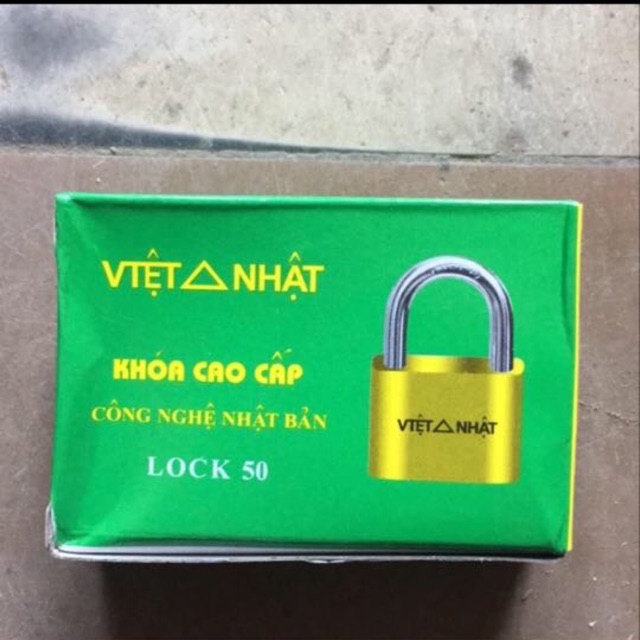 VIỆT△NHẬT
KHÓA CAO CẤP
CÔNG NGHỆ NHẬT BẢN
LOCK 50
VIỆT△NHẬT